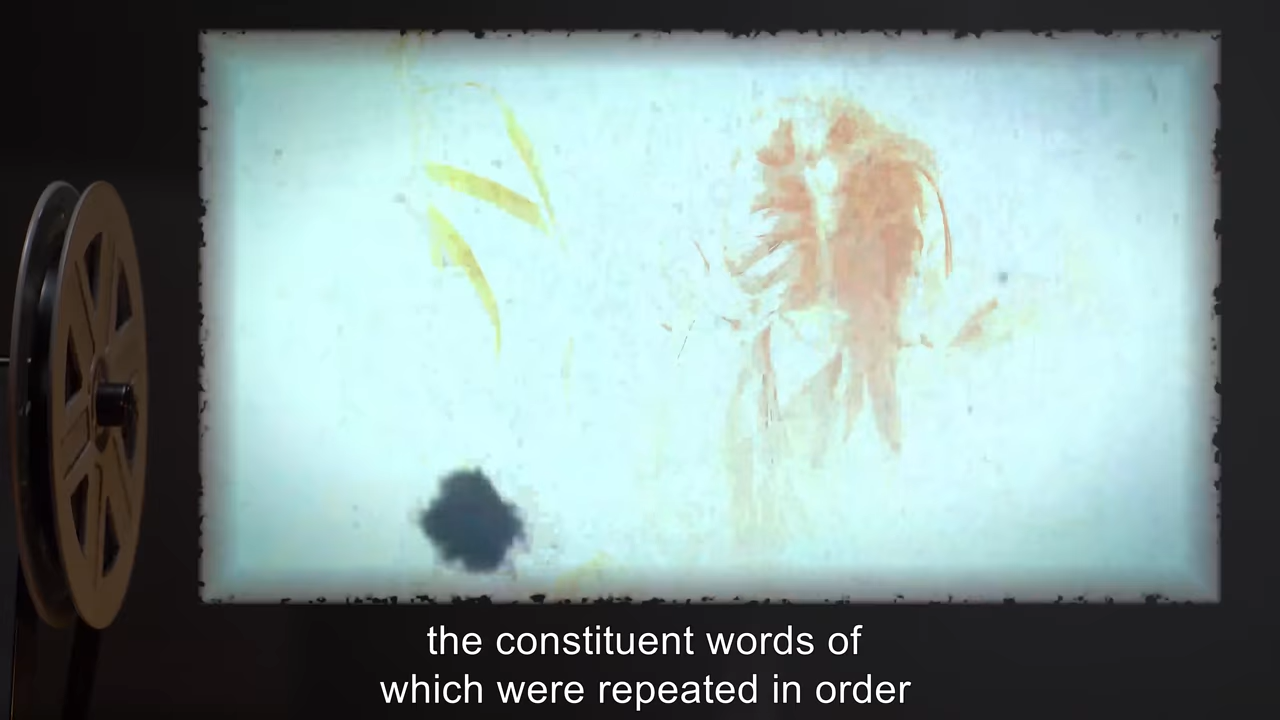 the constituent words of
which were repeated in order